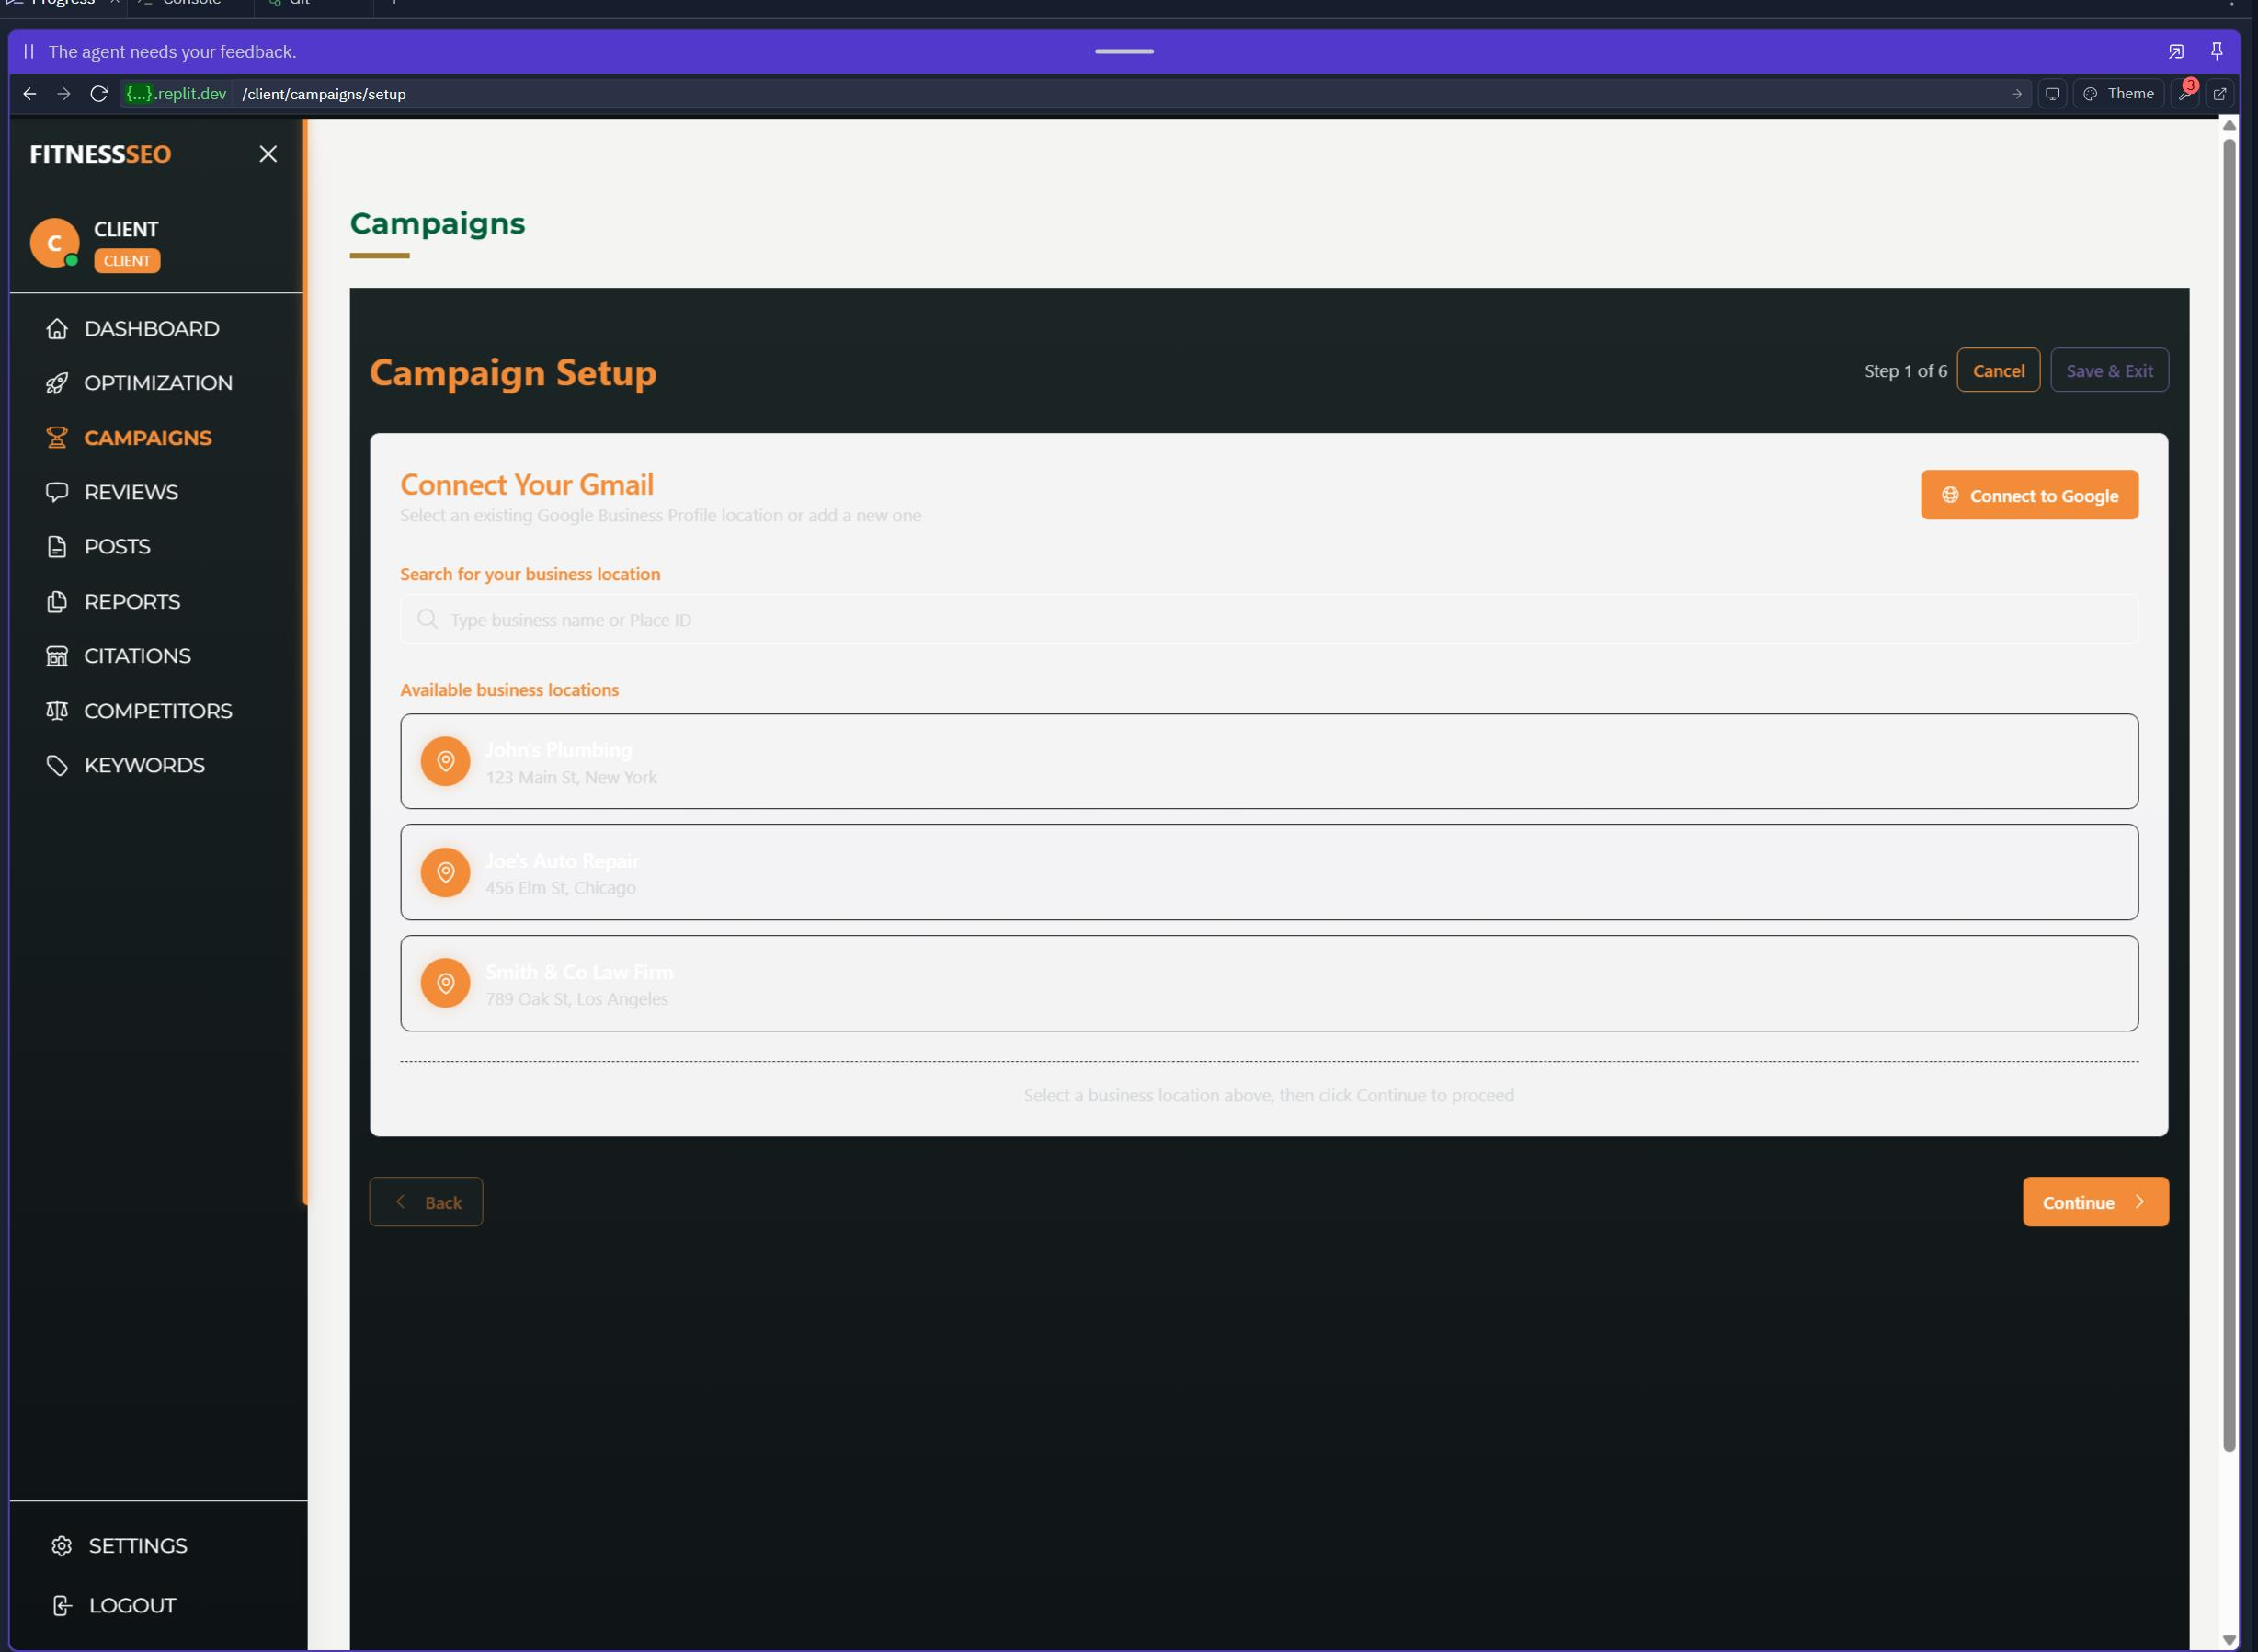 Progress
Console
Git
The agent needs your feedback.
{...}.replit.dev /client/campaigns/setup
Theme
3
FITNESSSEO
C
CLIENT
CLIENT
DASHBOARD
OPTIMIZATION
CAMPAIGNS
REVIEWS
POSTS
REPORTS
CITATIONS
COMPETITORS
KEYWORDS
SETTINGS
LOGOUT
Campaigns
Campaign Setup
Step 1 of 6
Cancel
Save & Exit
Connect Your Gmail
Select an existing Google Business Profile location or add a new one
Connect to Google
Search for your business location
Type business name or Place ID
Available business locations
John's Plumbing
123 Main St, New York
Joe's Auto Repair
456 Elm St, Chicago
Smith & Co Law Firm
789 Oak St, Los Angeles
Select a business location above, then click Continue to proceed
Back
Continue